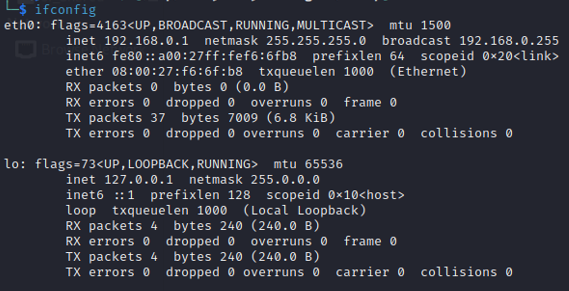 └─$ ifconfig
eth0: flags=4163<UP,BROADCAST,RUNNING,MULTICAST>  mtu 1500
        inet 192.168.0.1  netmask 255.255.255.0  broadcast 192.168.0.255
        inet6 fe80::a00:27ff:fef6:6fb8  prefixlen 64  scopeid 0×20<link>
        ether 08:00:27:f6:6f:b8  txqueuelen 1000  (Ethernet)
        RX packets 0  bytes 0 (0.0 B)
        RX errors 0  dropped 0  overruns 0  frame 0
        TX packets 37  bytes 7009 (6.8 KiB)
        TX errors 0  dropped 0 overruns 0  carrier 0  collisions 0
lo: flags=73<UP,LOOPBACK,RUNNING>  mtu 65536
        inet 127.0.0.1  netmask 255.0.0.0
        inet6 ::1  prefixlen 128  scopeid 0×10<host>
        loop  txqueuelen 1000  (Local Loopback)
        RX packets 4  bytes 240 (240.0 B)
        RX errors 0  dropped 0  overruns 0  frame 0
        TX packets 4  bytes 240 (240.0 B)
        TX errors 0  dropped 0 overruns 0  carrier 0  collisions 0